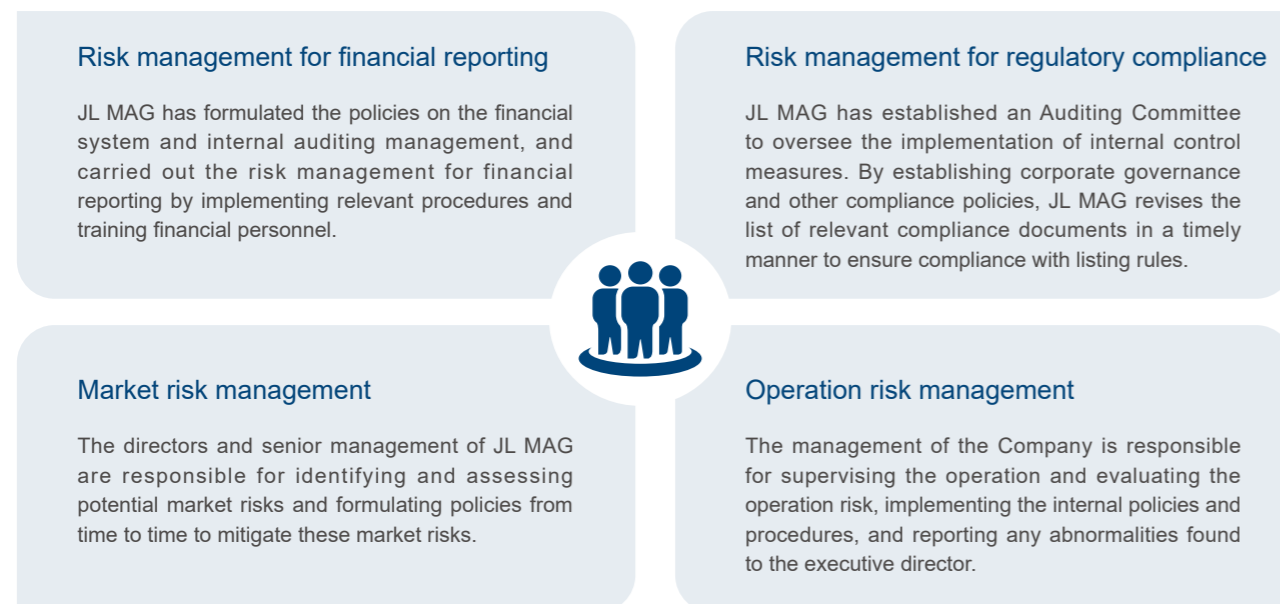 Risk management for financial reporting
JL MAG has formulated the policies on the financial
system and internal auditing management, and
carried out the risk management for financial
reporting by implementing relevant procedures and
training financial personnel.
Risk management for regulatory compliance
JL MAG has established an Auditing Committee
to oversee the implementation of internal control
measures. By establishing corporate governance
and other compliance policies, JL MAG revises the
list of relevant compliance documents in a timely
manner to ensure compliance with listing rules.
Market risk management
The directors and senior management of JL MAG
are responsible for identifying and assessing
potential market risks and formulating policies from
time to time to mitigate these market risks.
Operation risk management
The management of the Company is responsible
for supervising the operation and evaluating the
operation risk, implementing the internal policies and
procedures, and reporting any abnormalities found
to the executive director.